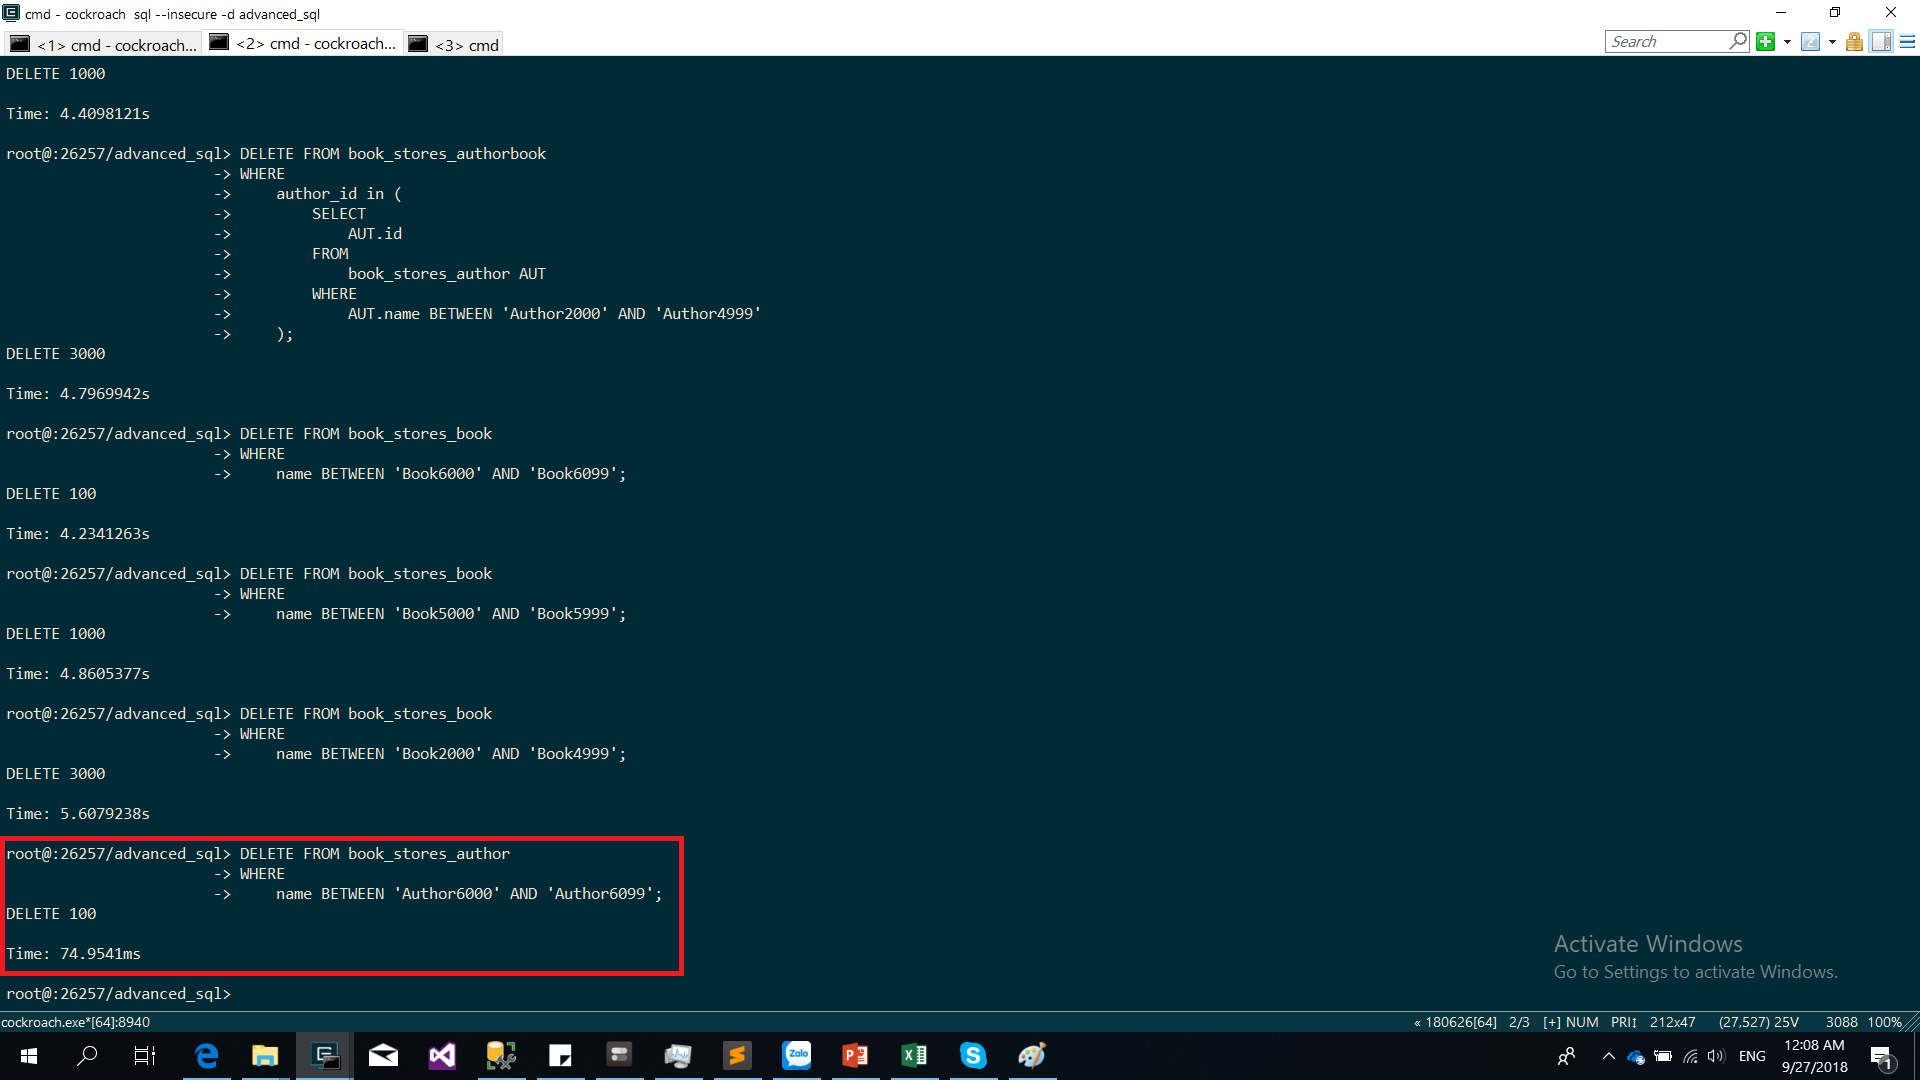 cmd - cockroach  sql --insecure -d advanced_sql
<1> cmd - cockroach... <2> cmd - cockroach... <3> cmd Search
DELETE 1000
Time: 4.4098121s
root@:26257/advanced_sql> DELETE FROM book_stores_authorbook
-> WHERE
->     author_id in (
->         SELECT
->             AUT.id
->         FROM
->             book_stores_author AUT
->         WHERE
->             AUT.name BETWEEN 'Author2000' AND 'Author4999'
->     );
DELETE 3000
Time: 4.7969942s
root@:26257/advanced_sql> DELETE FROM book_stores_book
-> WHERE
->     name BETWEEN 'Book6000' AND 'Book6099';
DELETE 100
Time: 4.2341263s
root@:26257/advanced_sql> DELETE FROM book_stores_book
-> WHERE
->     name BETWEEN 'Book5000' AND 'Book5999';
DELETE 1000
Time: 4.8605377s
root@:26257/advanced_sql> DELETE FROM book_stores_book
-> WHERE
->     name BETWEEN 'Book2000' AND 'Book4999';
DELETE 3000
Time: 5.6079238s
root@:26257/advanced_sql> DELETE FROM book_stores_author
-> WHERE
->     name BETWEEN 'Author6000' AND 'Author6099';
DELETE 100
Time: 74.9541ms
root@:26257/advanced_sql>
Activate Windows
Go to Settings to activate Windows.
cockroach.exe*[64]:8940 « 180626[64] 2/3 [+] NUM PRI↕ 212x47 (27,527) 25V 3088 100%
Zalo
ENG 12:08 AM
9/27/2018
1